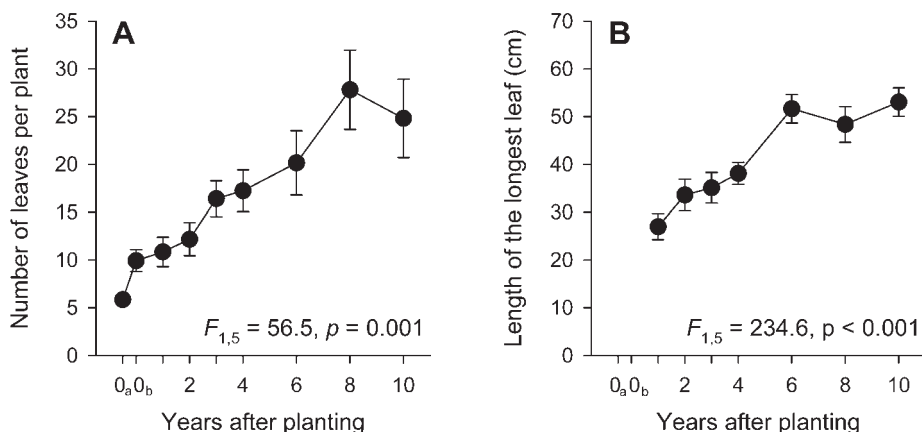 A
Number of leaves per plant
35
30
25
20
15
10
5
0
F1,5 = 56.5, p = 0.001
0a 0b 2 4 6 8 10
Years after planting
B
Length of the longest leaf (cm)
70
60
50
40
30
20
10
0
F1,5 = 234.6, p < 0.001
0a 0b 2 4 6 8 10
Years after planting